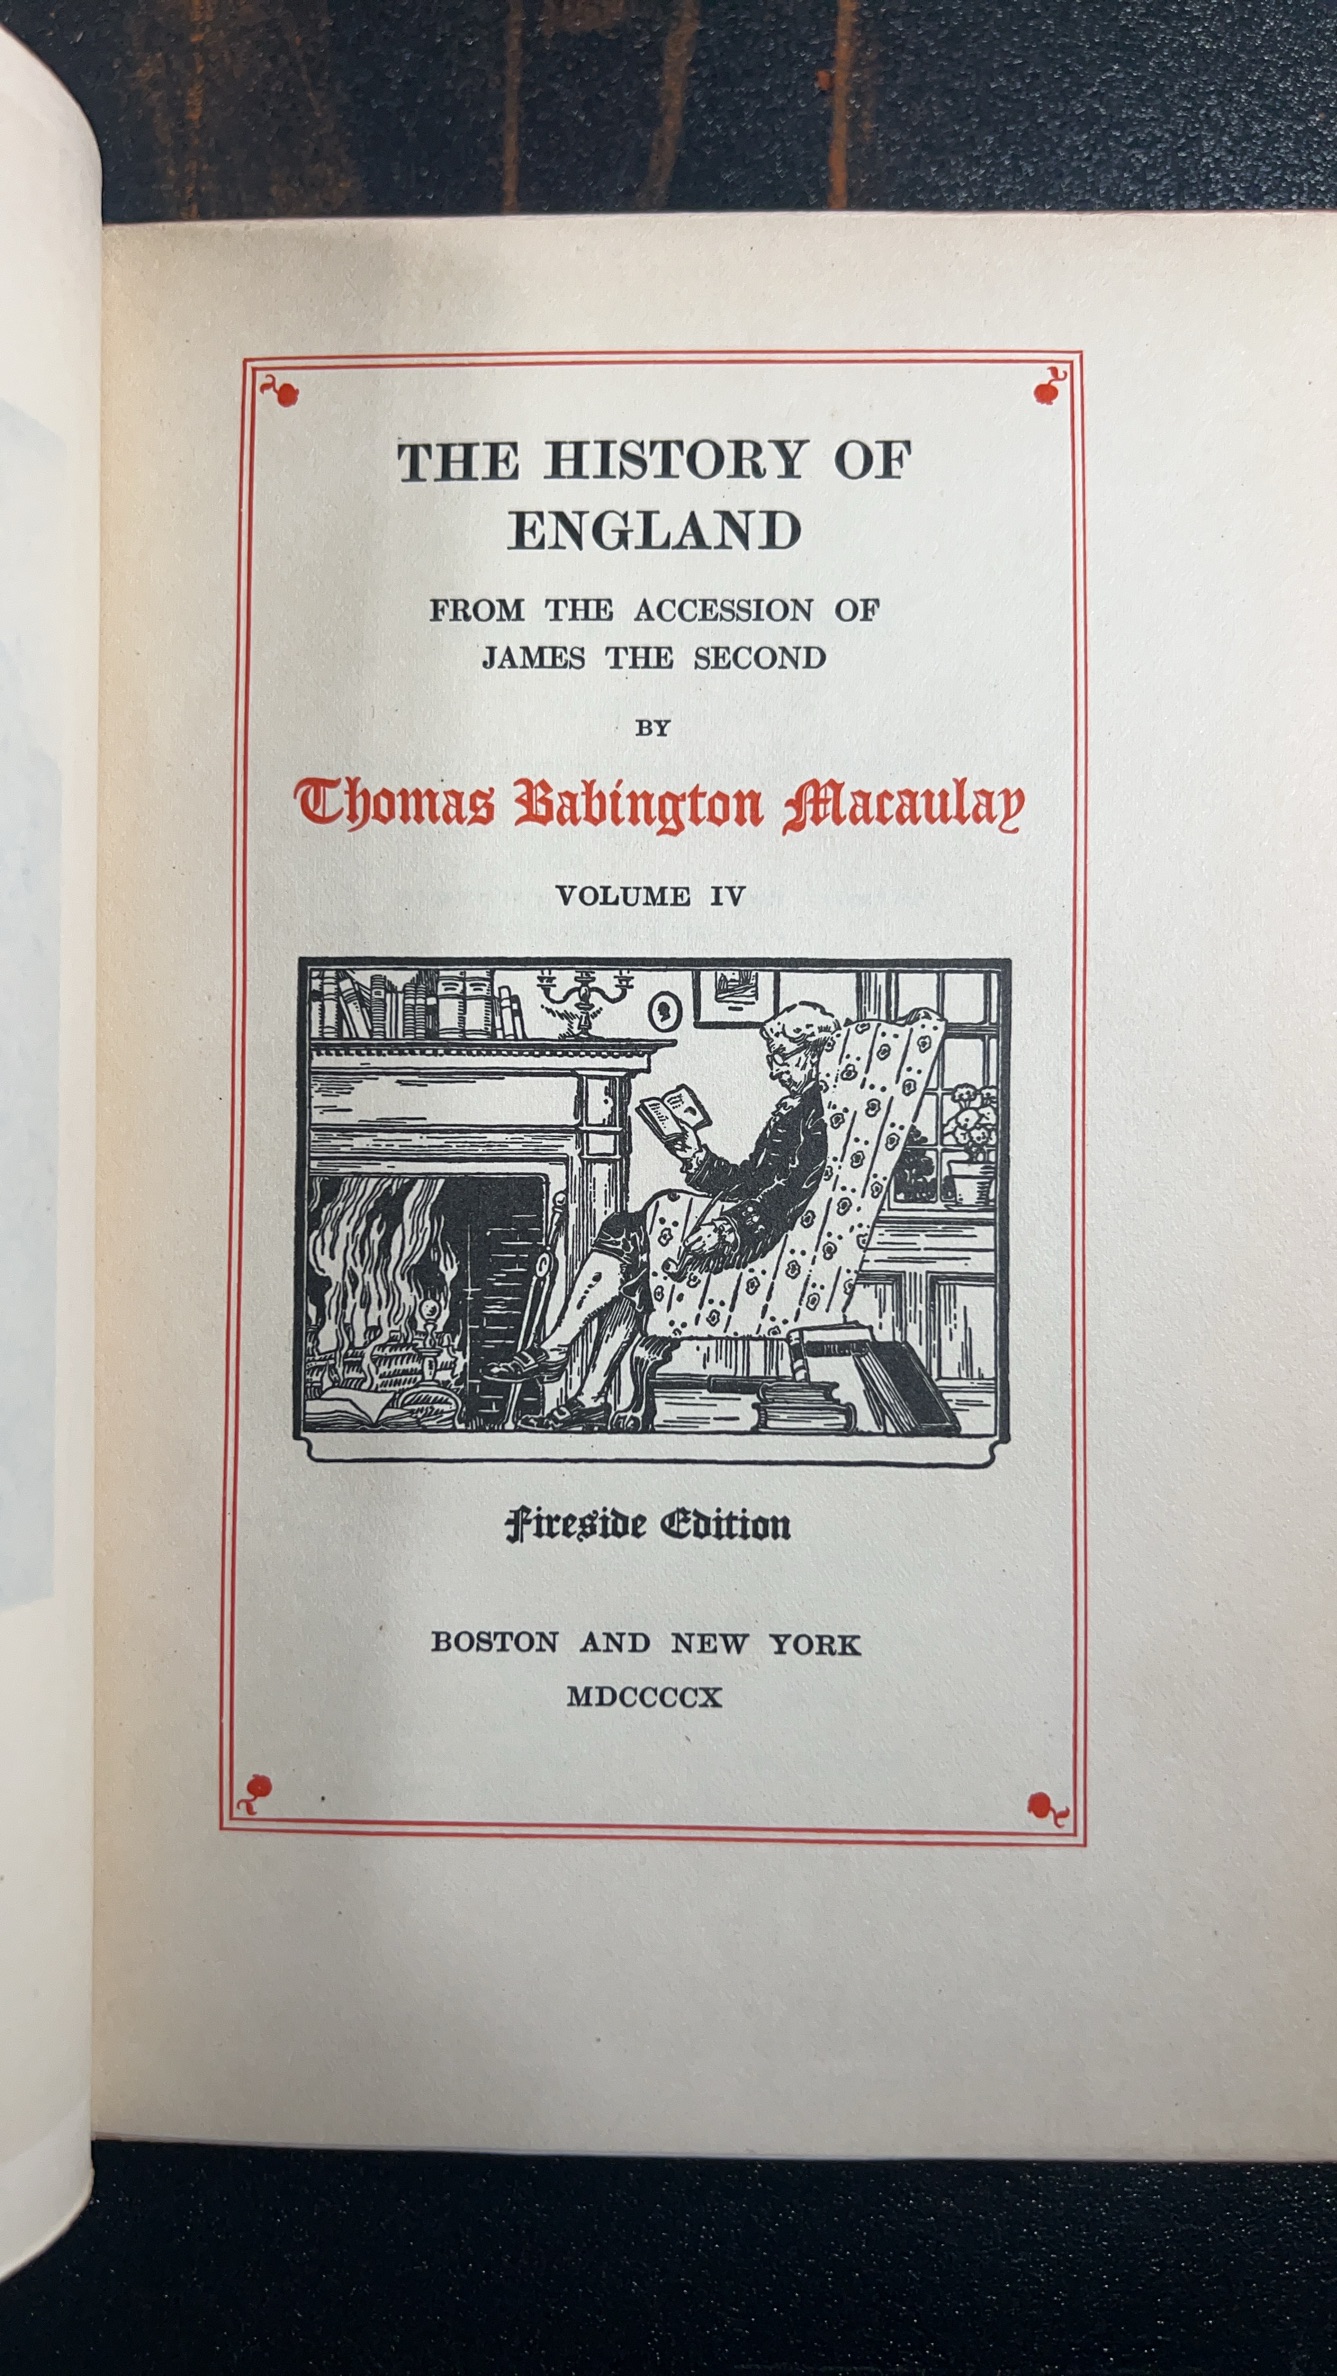 THE HISTORY OF
ENGLAND
FROM THE ACCESSION OF
JAMES THE SECOND
BY
Thomas Babington Macaulay
VOLUME IV
Fireside Edition
BOSTON AND NEW YORK
MDCCCCX